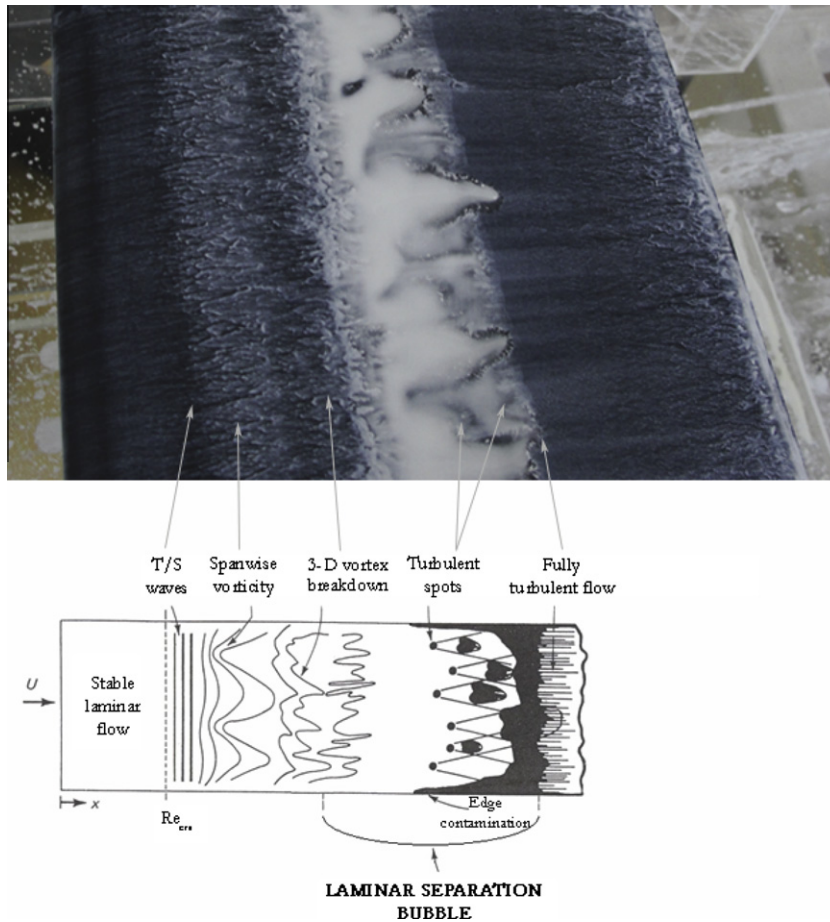 T/S
waves
Spanwise
vorticity
3-D vortex
breakdown
Turbulent
spots
Fully
turbulent flow
U
Stable
laminar
flow
x
Edge
contamination
LAMINAR SEPARATION
BUBBLE